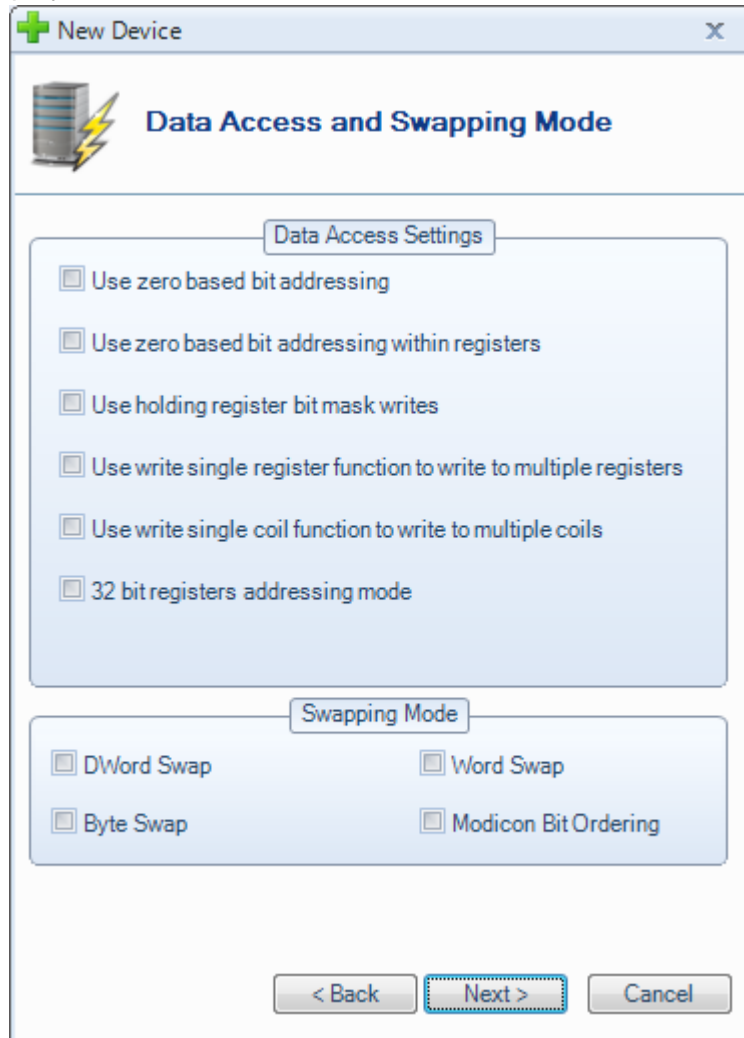 New Device
x
Data Access and Swapping Mode
Data Access Settings
Use zero based bit addressing
Use zero based bit addressing within registers
Use holding register bit mask writes
Use write single register function to write to multiple registers
Use write single coil function to write to multiple coils
32 bit registers addressing mode
Swapping Mode
DWord Swap
Word Swap
Byte Swap
Modicon Bit Ordering
< Back
Next >
Cancel